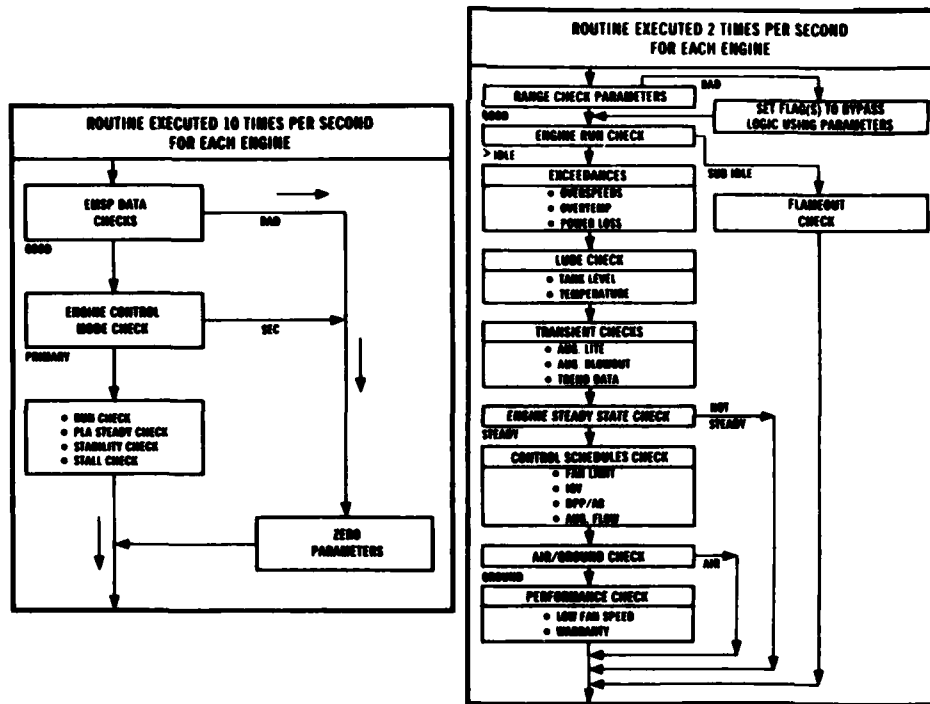 ROUTINE EXECUTED 10 TIMES PER SECOND
FOR EACH ENGINE
EMSP DATA
CHECKS
BAD
GOOD
ENGINE CONTROL
MODE CHECK
SEC
PRIMARY
• RUN CHECK
• PLA STEADY CHECK
• STABILITY CHECK
• STALL CHECK
ZERO
PARAMETERS
ROUTINE EXECUTED 2 TIMES PER SECOND
FOR EACH ENGINE
RANGE CHECK PARAMETERS
BAD
SET FLAG(S) TO BYPASS
LOGIC USING PARAMETERS
GOOD
ENGINE RUN CHECK
> IDLE
SUB IDLE
EXCEEDANCES
• OVERSPEEDS
• OVERTEMP
• POWER LOSS
FLAMEOUT
CHECK
LUBE CHECK
• TANK LEVEL
• TEMPERATURE
TRANSIENT CHECKS
• AUG. LITE
• AUG. BLOWOUT
• TREND DATA
ENGINE STEADY STATE CHECK
NOT
STEADY
STEADY
CONTROL SCHEDULES CHECK
• FAN LIMIT
• IGV
• DPP/A8
• AUG. FLOW
AIR/GROUND CHECK
AIR
GROUND
PERFORMANCE CHECK
• LOW FAN SPEED
• WARRANTY